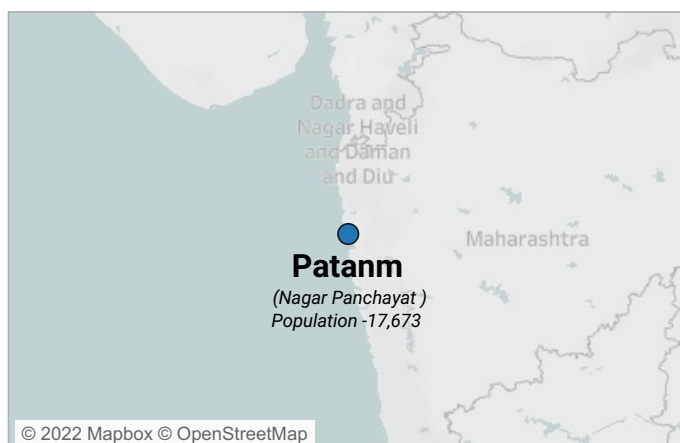 Dadra and
Nagar Haveli
and Daman
and Diu
Maharashtra
Patanm
(Nagar Panchayat )
Population -17,673
© 2022 Mapbox © OpenStreetMap